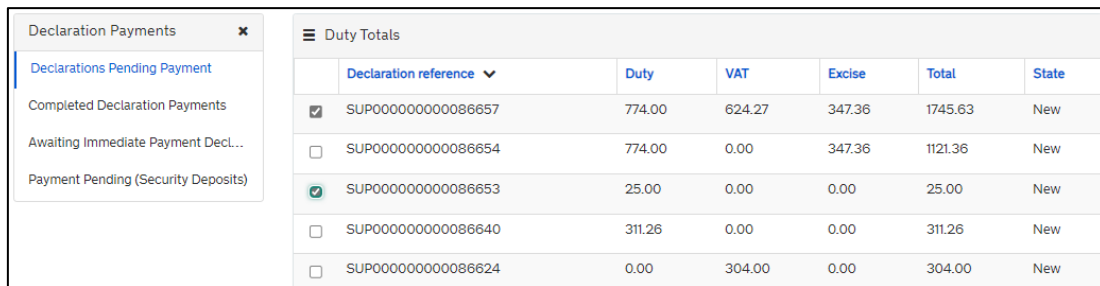 Declaration Payments
Declarations Pending Payment
Completed Declaration Payments
Awaiting Immediate Payment Decl...
Payment Pending (Security Deposits)
Duty Totals
Declaration reference Duty VAT Excise Total State
SUP000000000086657 774.00 624.27 347.36 1745.63 New
SUP000000000086654 774.00 0.00 347.36 1121.36 New
SUP000000000086653 25.00 0.00 0.00 25.00 New
SUP000000000086640 311.26 0.00 0.00 311.26 New
SUP000000000086624 0.00 304.00 0.00 304.00 New